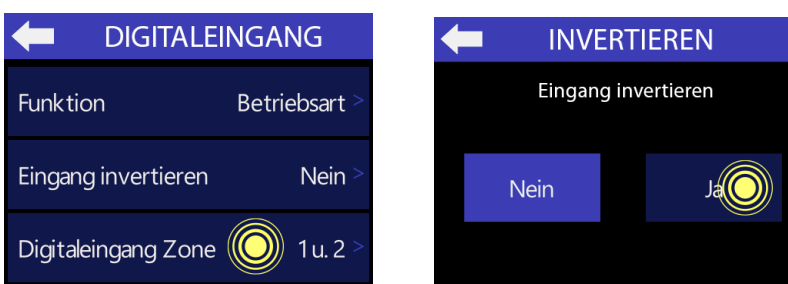 DIGITALEINGANG
Funktion Betriebsart >
Eingang invertieren Nein >
Digitaleingang Zone 1 u. 2 >
INVERTIEREN
Eingang invertieren
Nein Ja